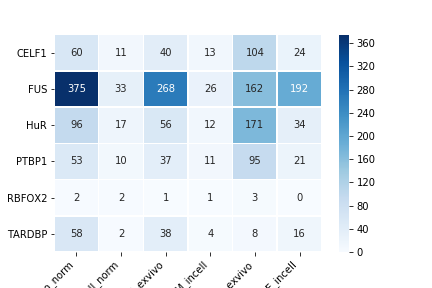 CELF1 60 11 40 13 104 24
FUS 375 33 268 26 162 192
HuR 96 17 56 12 171 34
PTBP1 53 10 37 11 95 21
RBFOX2 2 2 1 1 3 0
TARDBP 58 2 38 4 8 16
360
320
280
240
200
160
120
80
40
0
_norm
_norm
exvivo
_incell
exvivo
_incell